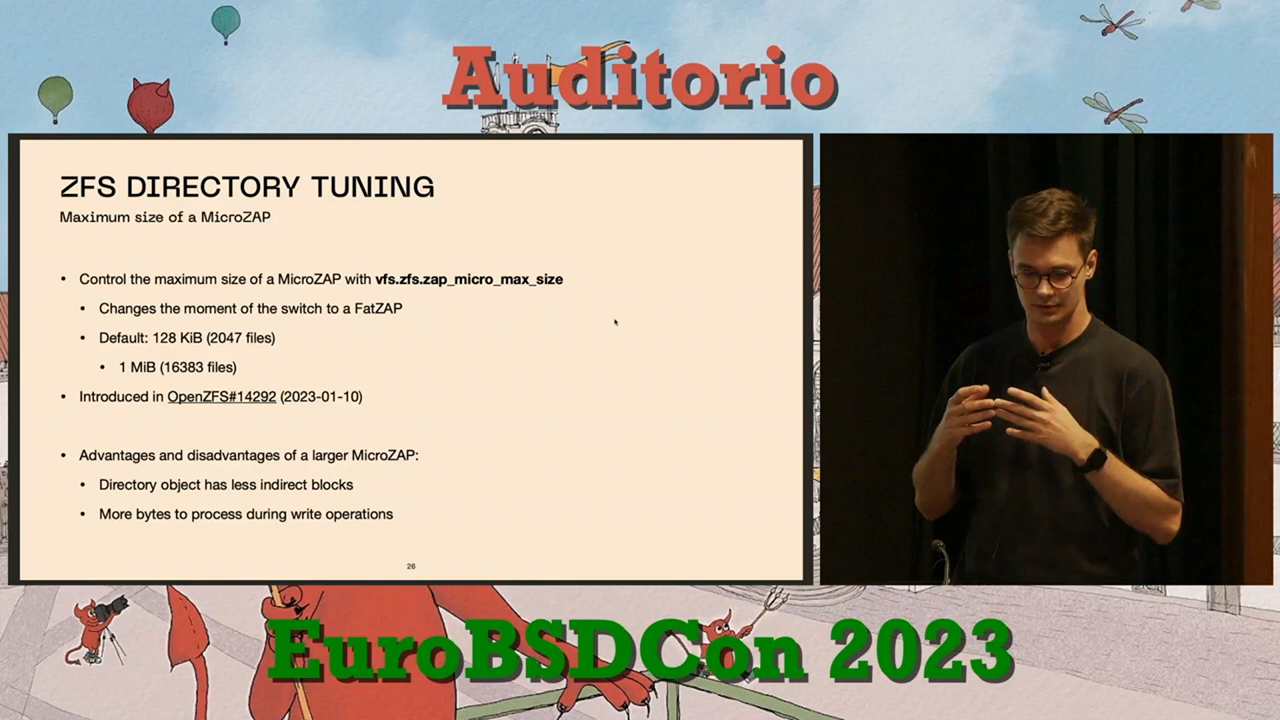 Auditorio
ZFS DIRECTORY TUNING
Maximum size of a MicroZAP
• Control the maximum size of a MicroZAP with vfs.zfs.zap_micro_max_size
• Changes the moment of the switch to a FatZAP
• Default: 128 KiB (2047 files)
• 1 MiB (16383 files)
• Introduced in OpenZFS#14292 (2023-01-10)
• Advantages and disadvantages of a larger MicroZAP:
• Directory object has less indirect blocks
• More bytes to process during write operations
26
EuroBSDCon 2023